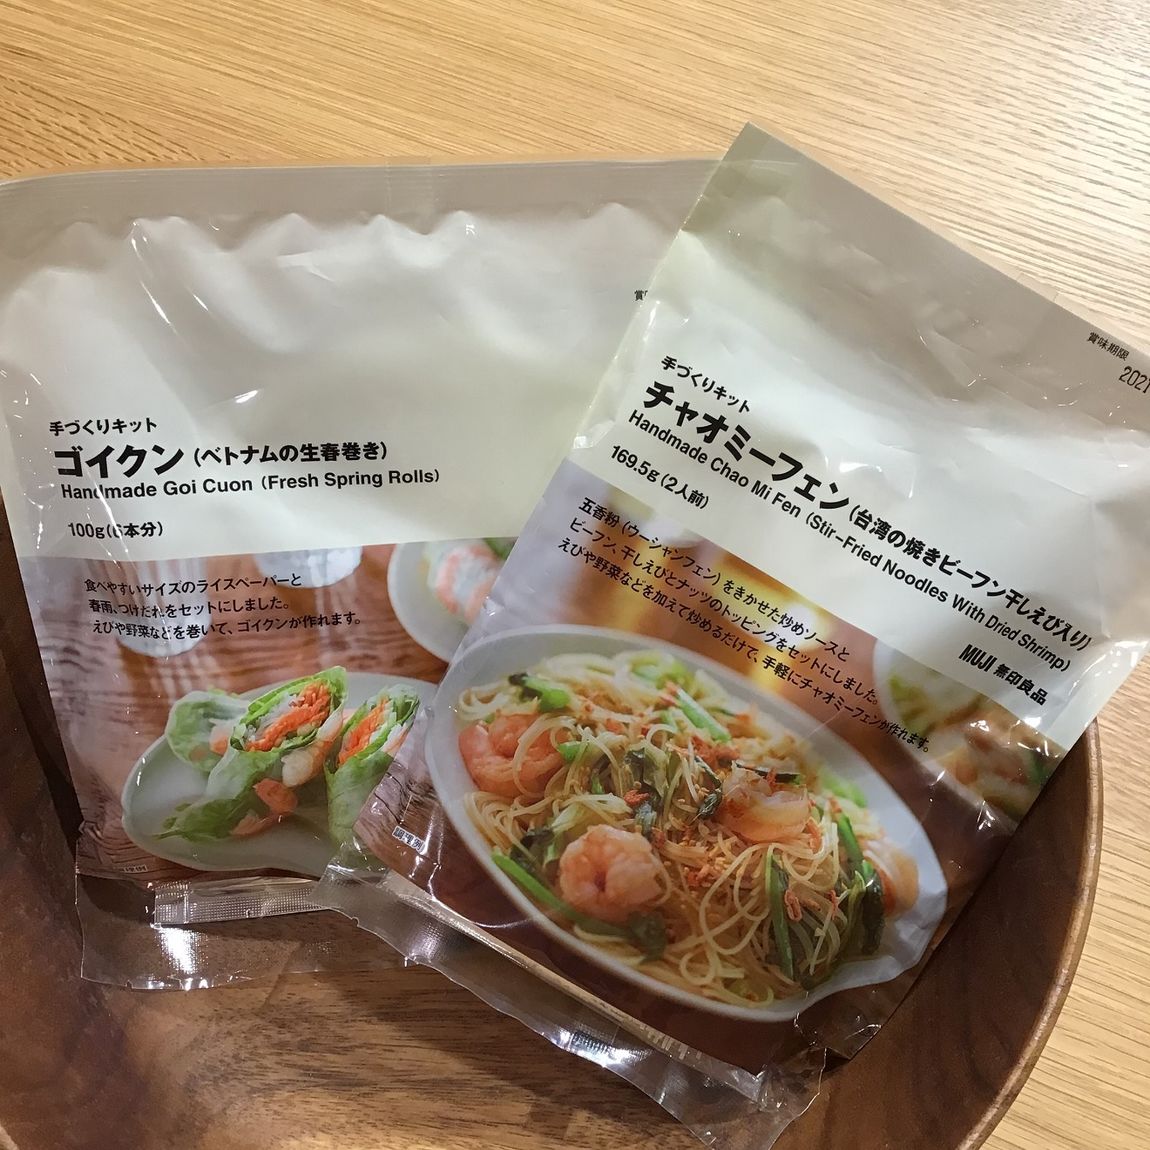 手づくりキット
ゴイクン(ベトナムの生春巻き)
Handmade Goi Cuon (Fresh Spring Rolls)
100g(6本分)
食べやすいサイズのライスペーパーと
春雨、つけだれをセットにしました。
えびや野菜などを巻いて、ゴイクンが作れます。
賞味期限
2021
手づくりキット
チャオミーフェン(台湾の焼きビーフン干しえび入り)
Handmade Chao Mi Fen (Stir-Fried Noodles With Dried Shrimp)
169.5g(2人前)
MUJI 無印良品
五香粉(ウーシャンフェン)をきかせた炒めソースと
ビーフン、干しえびとナッツのトッピングをセットにしました。
えびや野菜などを加えて炒めるだけで、手軽にチャオミーフェンが作れます。
調理例